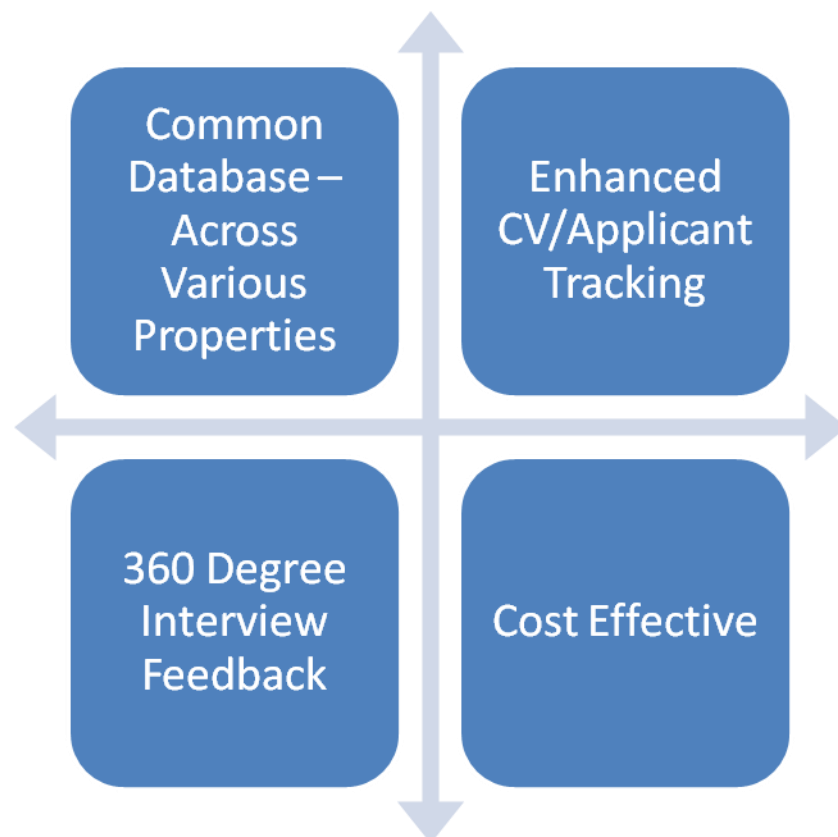 Common
Database –
Across
Various
Properties
Enhanced
CV/Applicant
Tracking
360 Degree
Interview
Feedback
Cost Effective